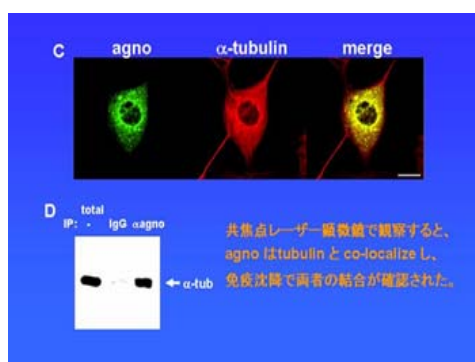 C agno α-tubulin merge
D total
IP: - IgG αagno
← α-tub
共焦点レーザー顕微鏡で観察すると、
agno はtubulin と co-localize し、
免疫沈降で両者の結合が確認された。